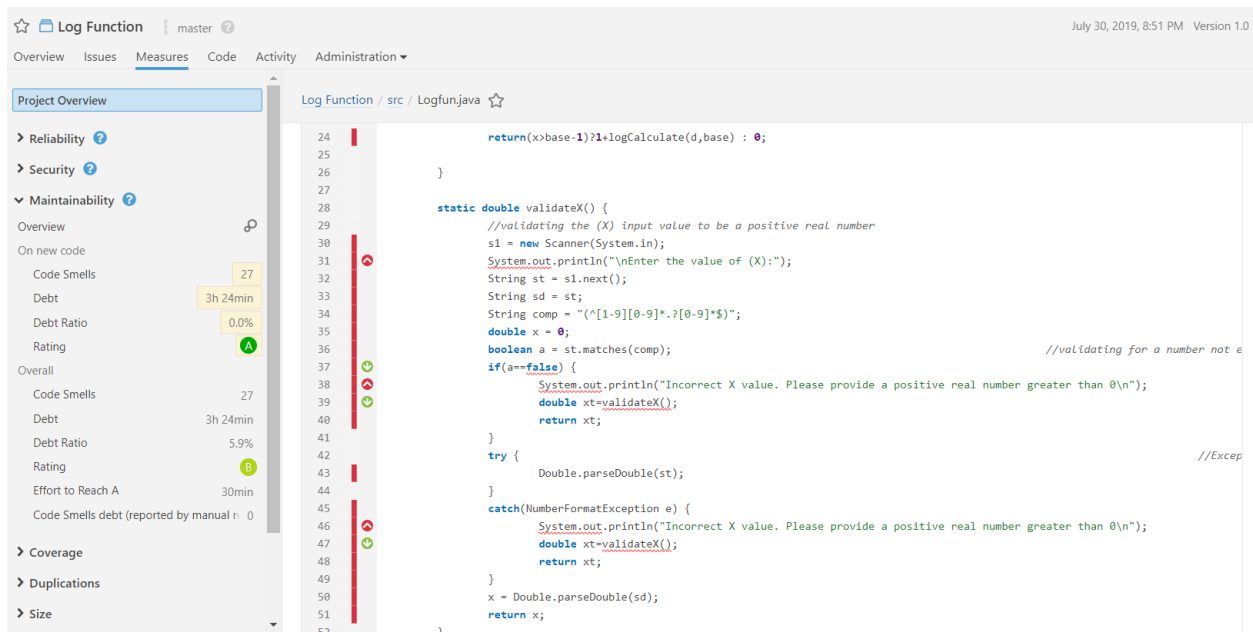 Log Function master ?
July 30, 2019, 8:51 PM Version 1.0
Overview Issues Measures Code Activity Administration
Project Overview
Reliability ?
Security ?
Maintainability ?
Overview
On new code
Code Smells 27
Debt 3h 24min
Debt Ratio 0.0%
Rating A
Overall
Code Smells 27
Debt 3h 24min
Debt Ratio 5.9%
Rating B
Effort to Reach A 30min
Code Smells debt (reported by manual 0
Coverage
Duplications
Size
Log Function / src / Logfun.java
24 return(x>base-1)?1+logCalculate(d,base) : 0;
25
26 }
27
28 static double validateX() {
29 //validating the (X) input value to be a positive real number
30 s1 = new Scanner(System.in);
31 System.out.println("\nEnter the value of (X):");
32 String st = s1.next();
33 String sd = st;
34 String comp = "(^[1-9][0-9]*.?[0-9]*$)";
35 double x = 0;
36 boolean a = st.matches(comp); //validating for a number not e
37 if(a==false) {
38 System.out.println("Incorrect X value. Please provide a positive real number greater than 0\n");
39 double xt=validateX();
40 return xt;
41 }
42 try { //Excep
43 Double.parseDouble(st);
44 }
45 catch(NumberFormatException e) {
46 System.out.println("Incorrect X value. Please provide a positive real number greater than 0\n");
47 double xt=validateX();
48 return xt;
49 }
50 x = Double.parseDouble(sd);
51 return x;
52 }